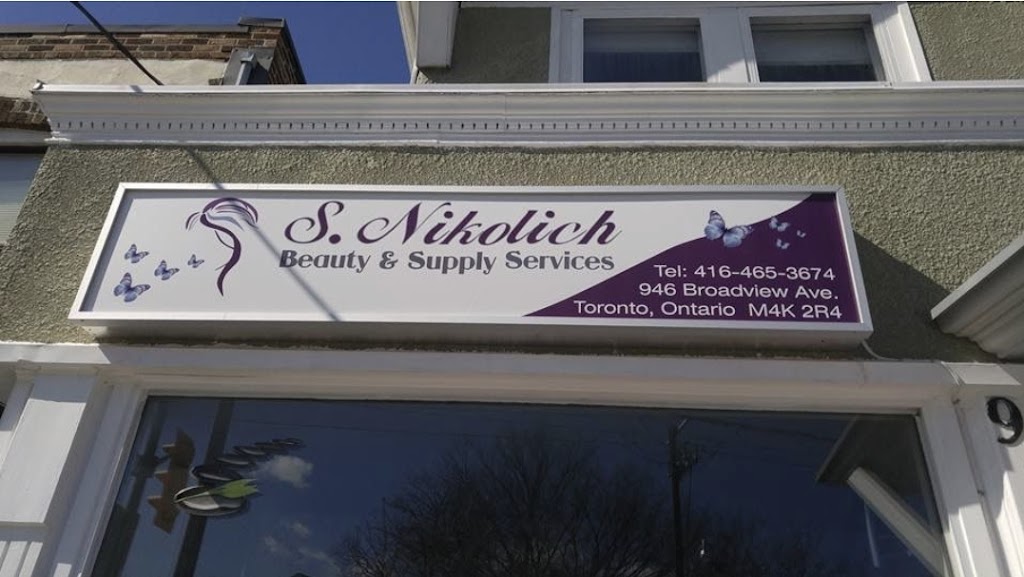 S. Nikolich
Beauty & Supply Services
Tel: 416-465-3674
946 Broadview Ave.
Toronto, Ontario M4K 2R4
9